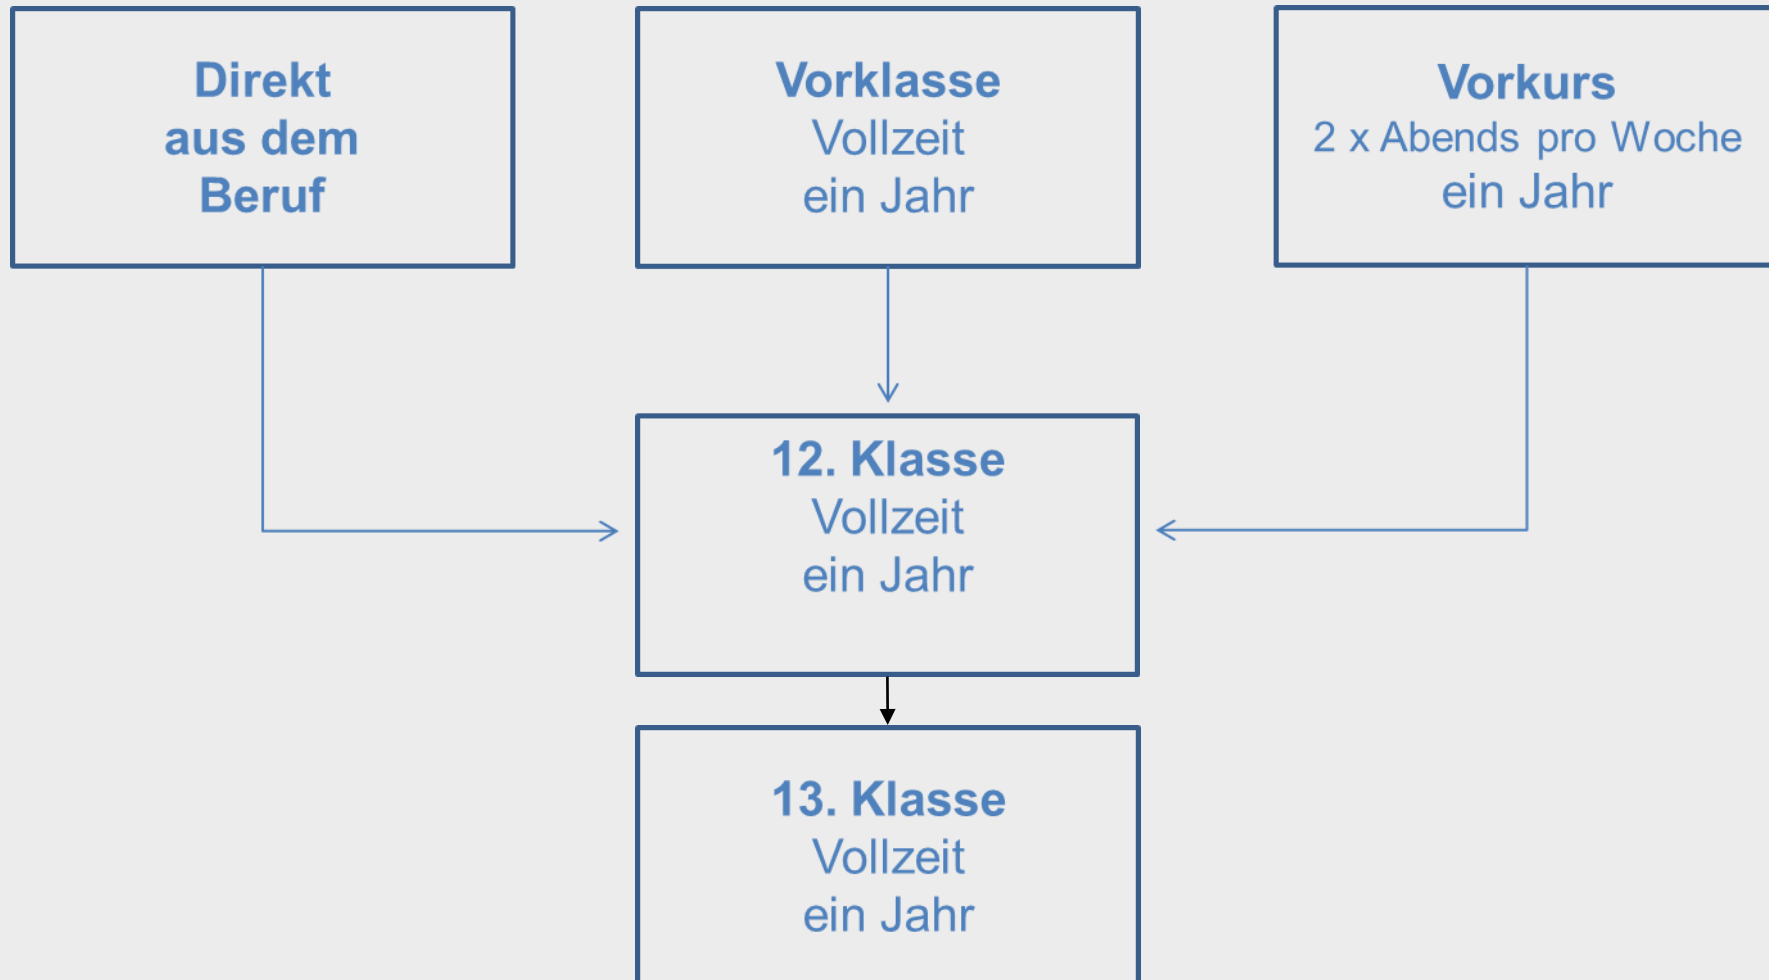 Direkt
aus dem
Beruf
Vorklasse
Vollzeit
ein Jahr
Vorkurs
2 x Abends pro Woche
ein Jahr
12. Klasse
Vollzeit
ein Jahr
13. Klasse
Vollzeit
ein Jahr